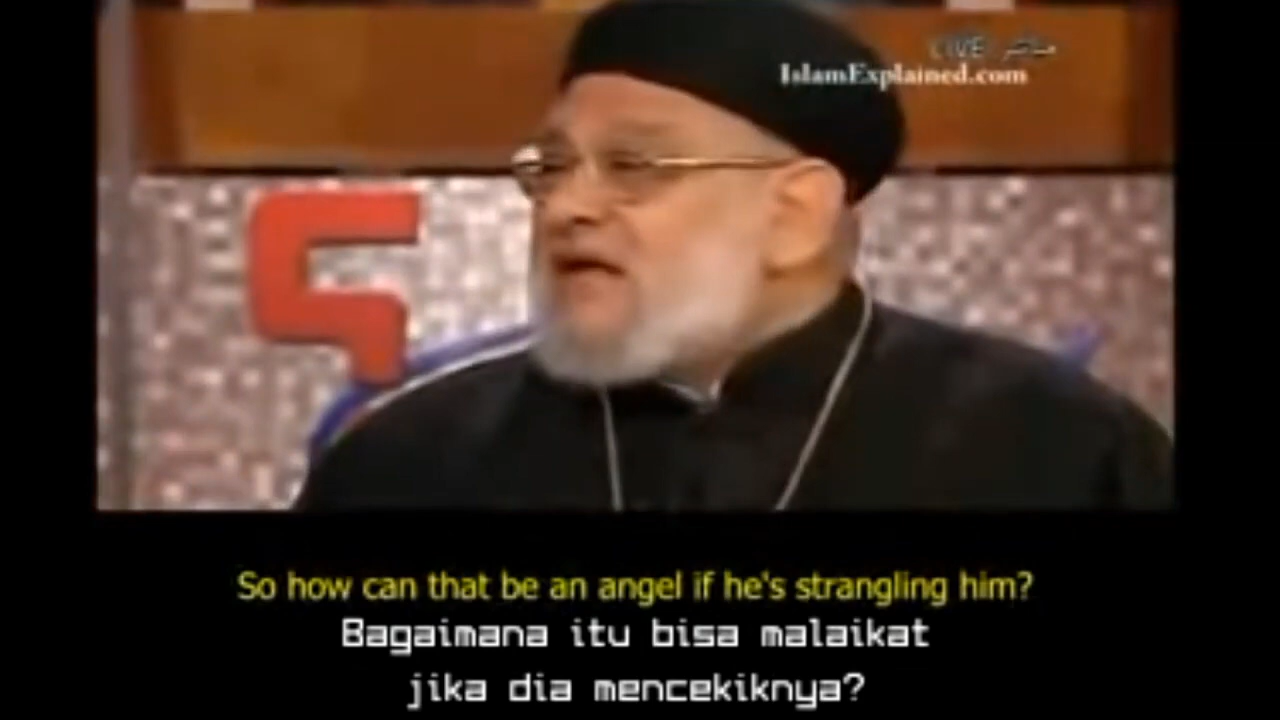 LIVE مباشر
IslamExplained.com
So how can that be an angel if he's strangling him?
Bagaimana itu bisa malaikat
jika dia mencekiknya?